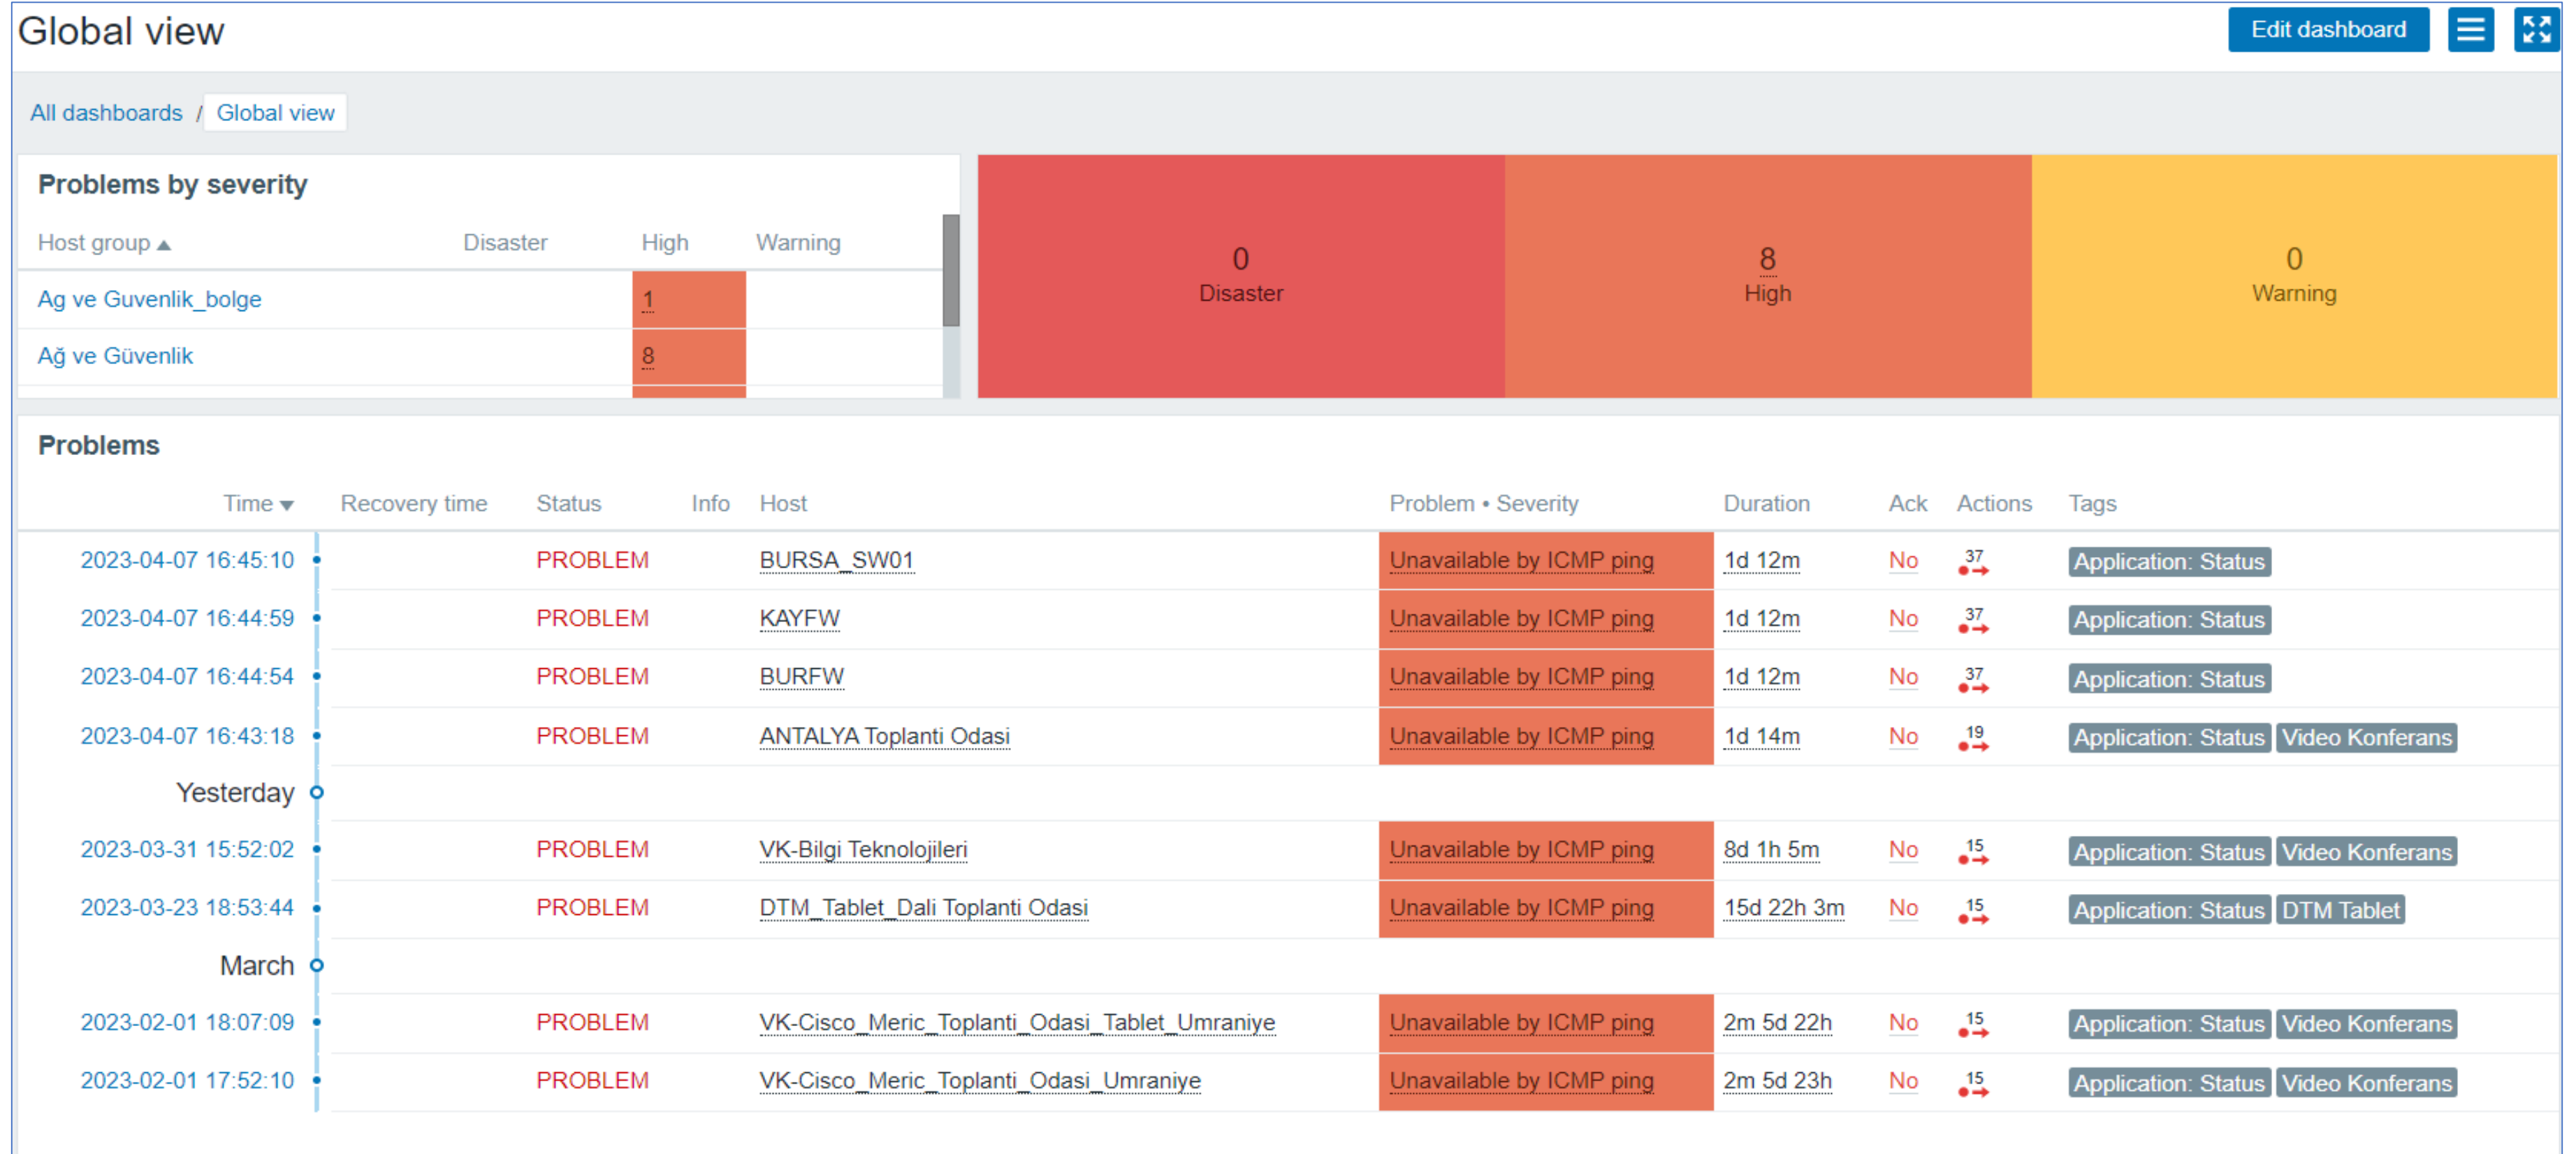 Global view
Edit dashboard
All dashboards / Global view
Problems by severity
Host group ▲ Disaster High Warning
Ag ve Guvenlik_bolge 1
Ağ ve Güvenlik 8
0
Disaster
8
High
0
Warning
Problems
Time ▼ Recovery time Status Info Host Problem • Severity Duration Ack Actions Tags
2023-04-07 16:45:10 PROBLEM BURSA_SW01 Unavailable by ICMP ping 1d 12m No 37 Application: Status
2023-04-07 16:44:59 PROBLEM KAYFW Unavailable by ICMP ping 1d 12m No 37 Application: Status
2023-04-07 16:44:54 PROBLEM BURFW Unavailable by ICMP ping 1d 12m No 37 Application: Status
2023-04-07 16:43:18 PROBLEM ANTALYA Toplanti Odasi Unavailable by ICMP ping 1d 14m No 19 Application: Status Video Konferans
Yesterday
2023-03-31 15:52:02 PROBLEM VK-Bilgi Teknolojileri Unavailable by ICMP ping 8d 1h 5m No 15 Application: Status Video Konferans
2023-03-23 18:53:44 PROBLEM DTM_Tablet_Dali Toplanti Odasi Unavailable by ICMP ping 15d 22h 3m No 15 Application: Status DTM Tablet
March
2023-02-01 18:07:09 PROBLEM VK-Cisco_Meric_Toplanti_Odasi_Tablet_Umraniye Unavailable by ICMP ping 2m 5d 22h No 15 Application: Status Video Konferans
2023-02-01 17:52:10 PROBLEM VK-Cisco_Meric_Toplanti_Odasi_Umraniye Unavailable by ICMP ping 2m 5d 23h No 15 Application: Status Video Konferans